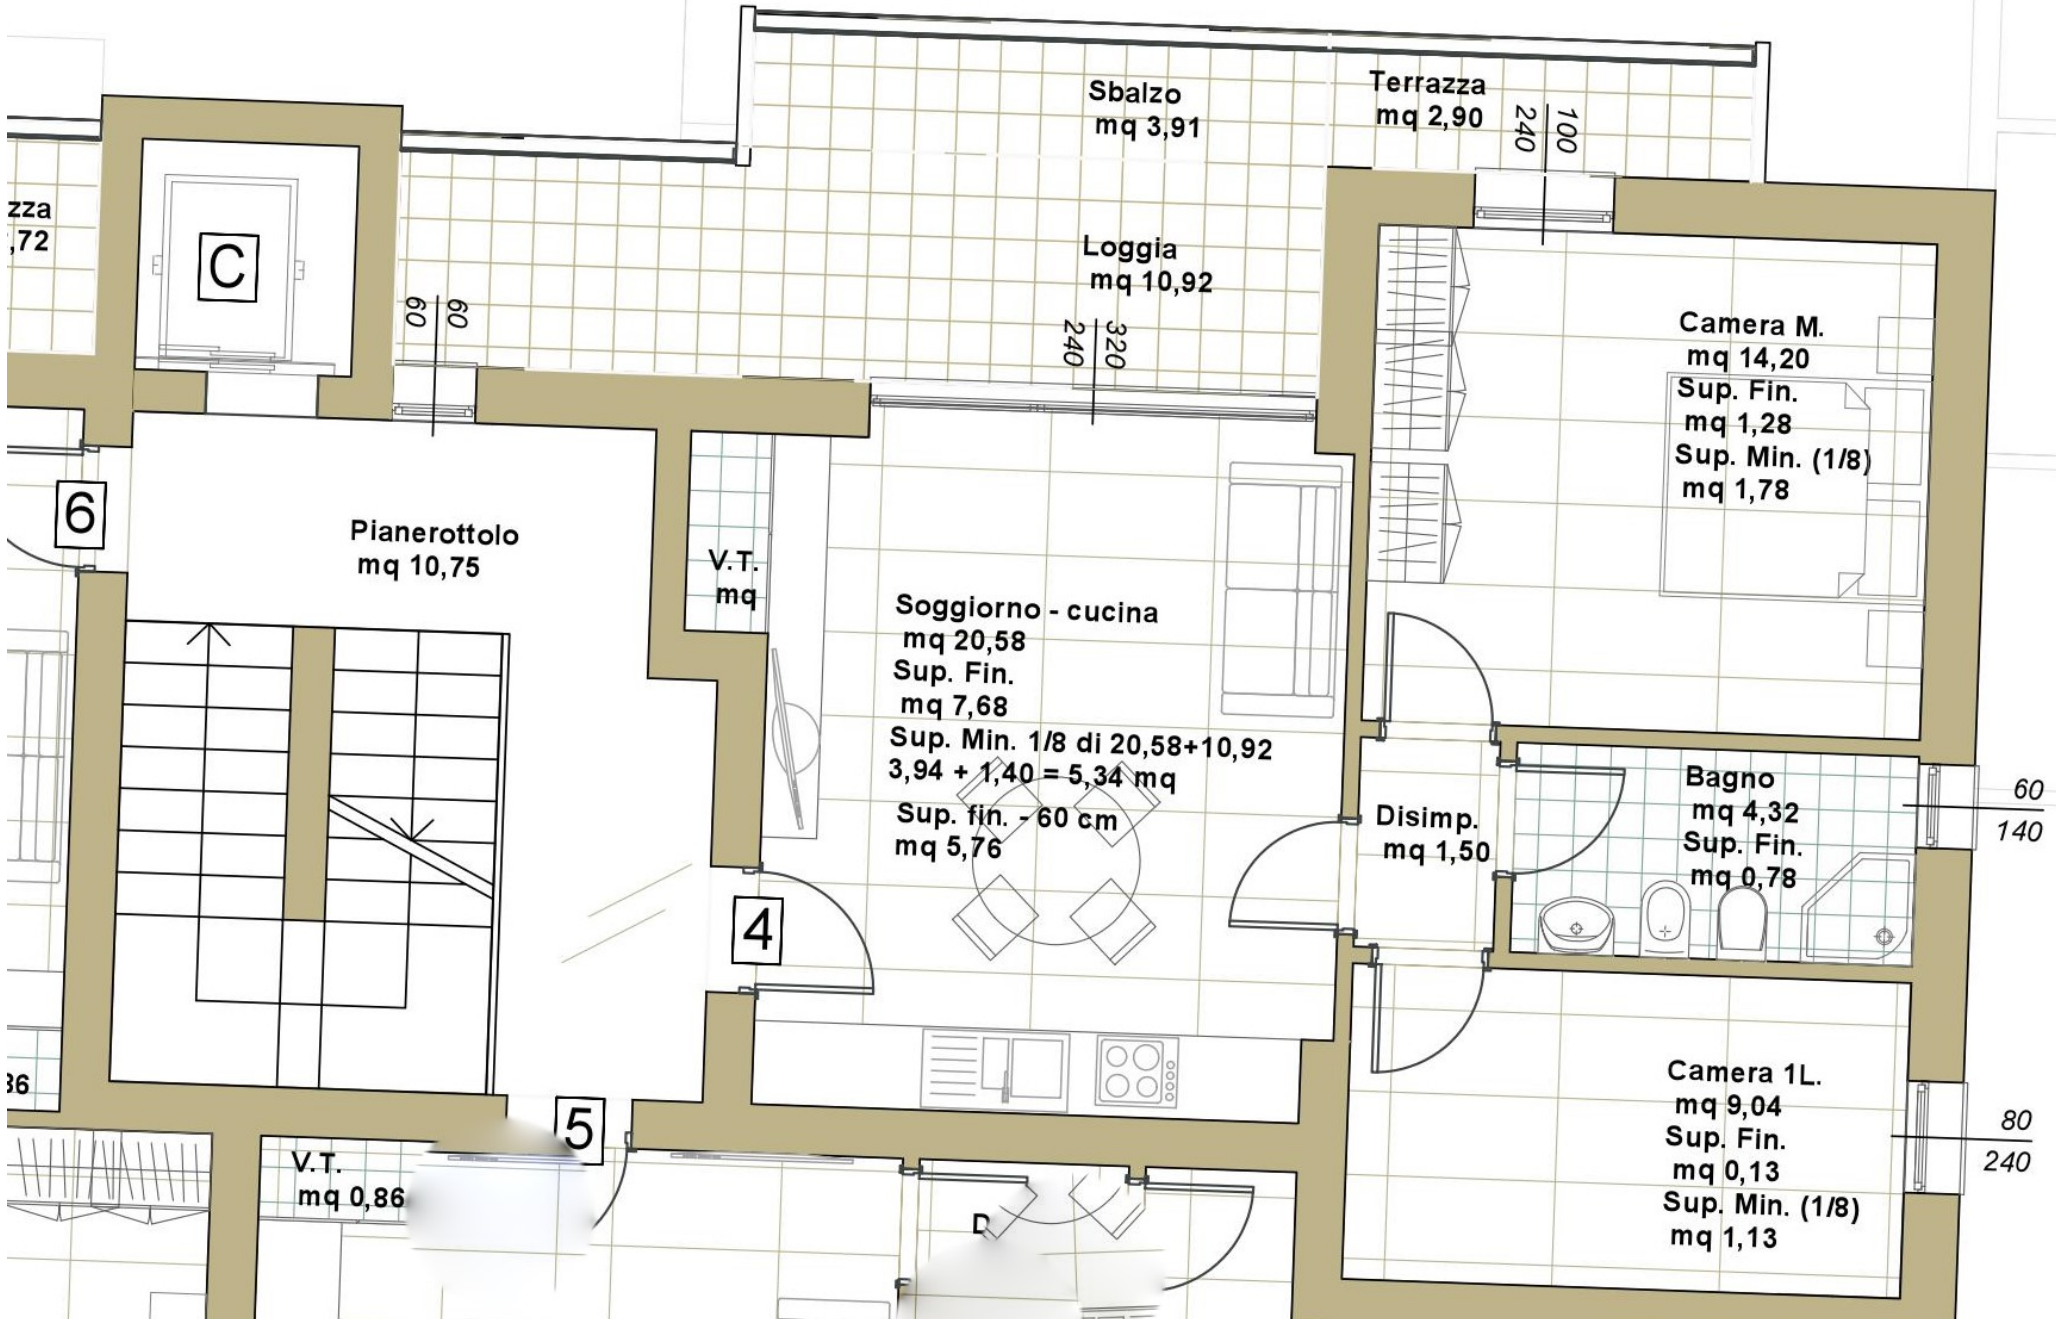 Sbalzo
mq 3,91
Terrazza
mq 2,90
100
240
zza
,72
C
Loggia
mq 10,92
60
60
320
240
Camera M.
mq 14,20
Sup. Fin.
mq 1,28
Sup. Min. (1/8)
mq 1,78
6
Pianerottolo
mq 10,75
V.T.
mq
Soggiorno - cucina
mq 20,58
Sup. Fin.
mq 7,68
Sup. Min. 1/8 di 20,58+10,92
3,94 + 1,40 = 5,34 mq
Sup. fin. - 60 cm
mq 5,76
Disimp.
mq 1,50
Bagno
mq 4,32
Sup. Fin.
mq 0,78
60
140
4
Camera 1L.
mq 9,04
Sup. Fin.
mq 0,13
Sup. Min. (1/8)
mq 1,13
80
240
36
5
V.T.
mq 0,86
D